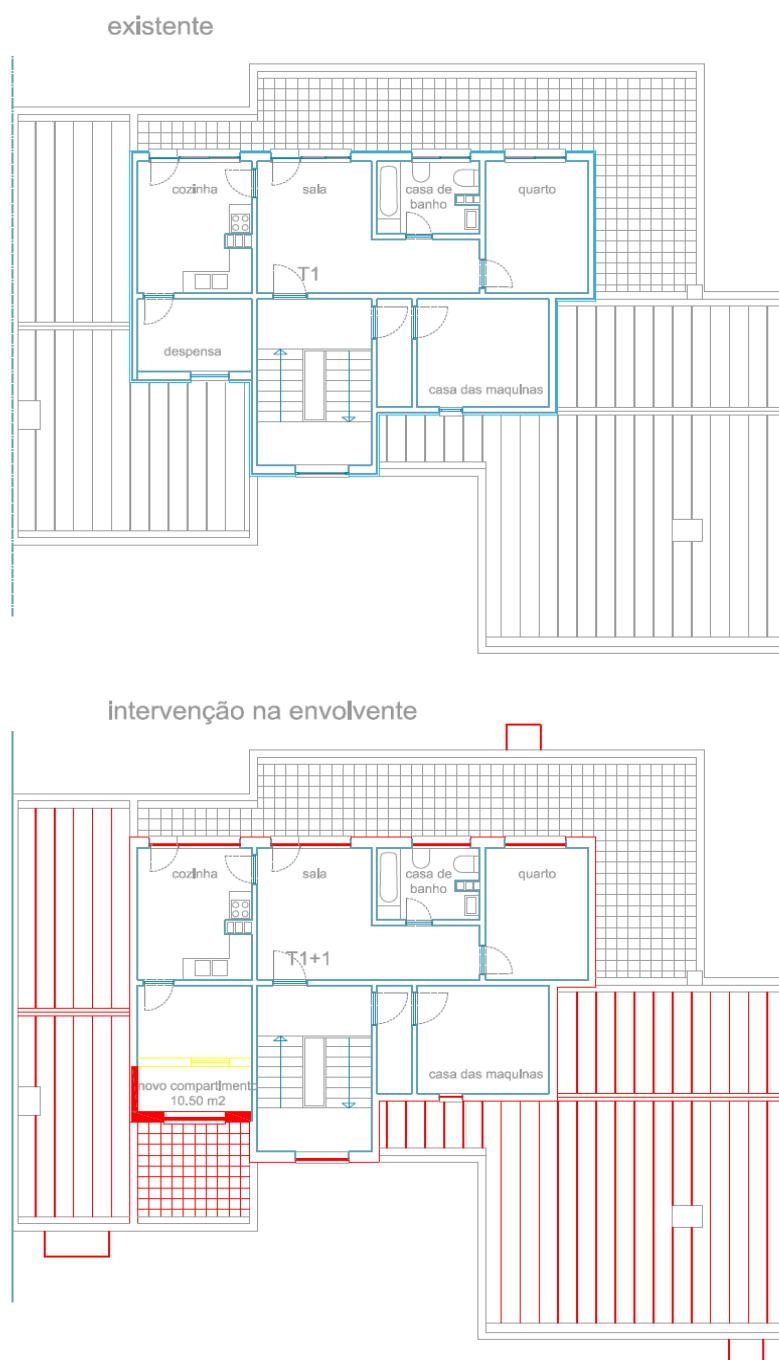 existente
cozinha
sala
casa de
banho
quarto
T1
despensa
casa das maquinas
intervenção na envolvente
cozinha
sala
casa de
banho
quarto
T1+1
casa das maquinas
novo compartimento
10.50 m2